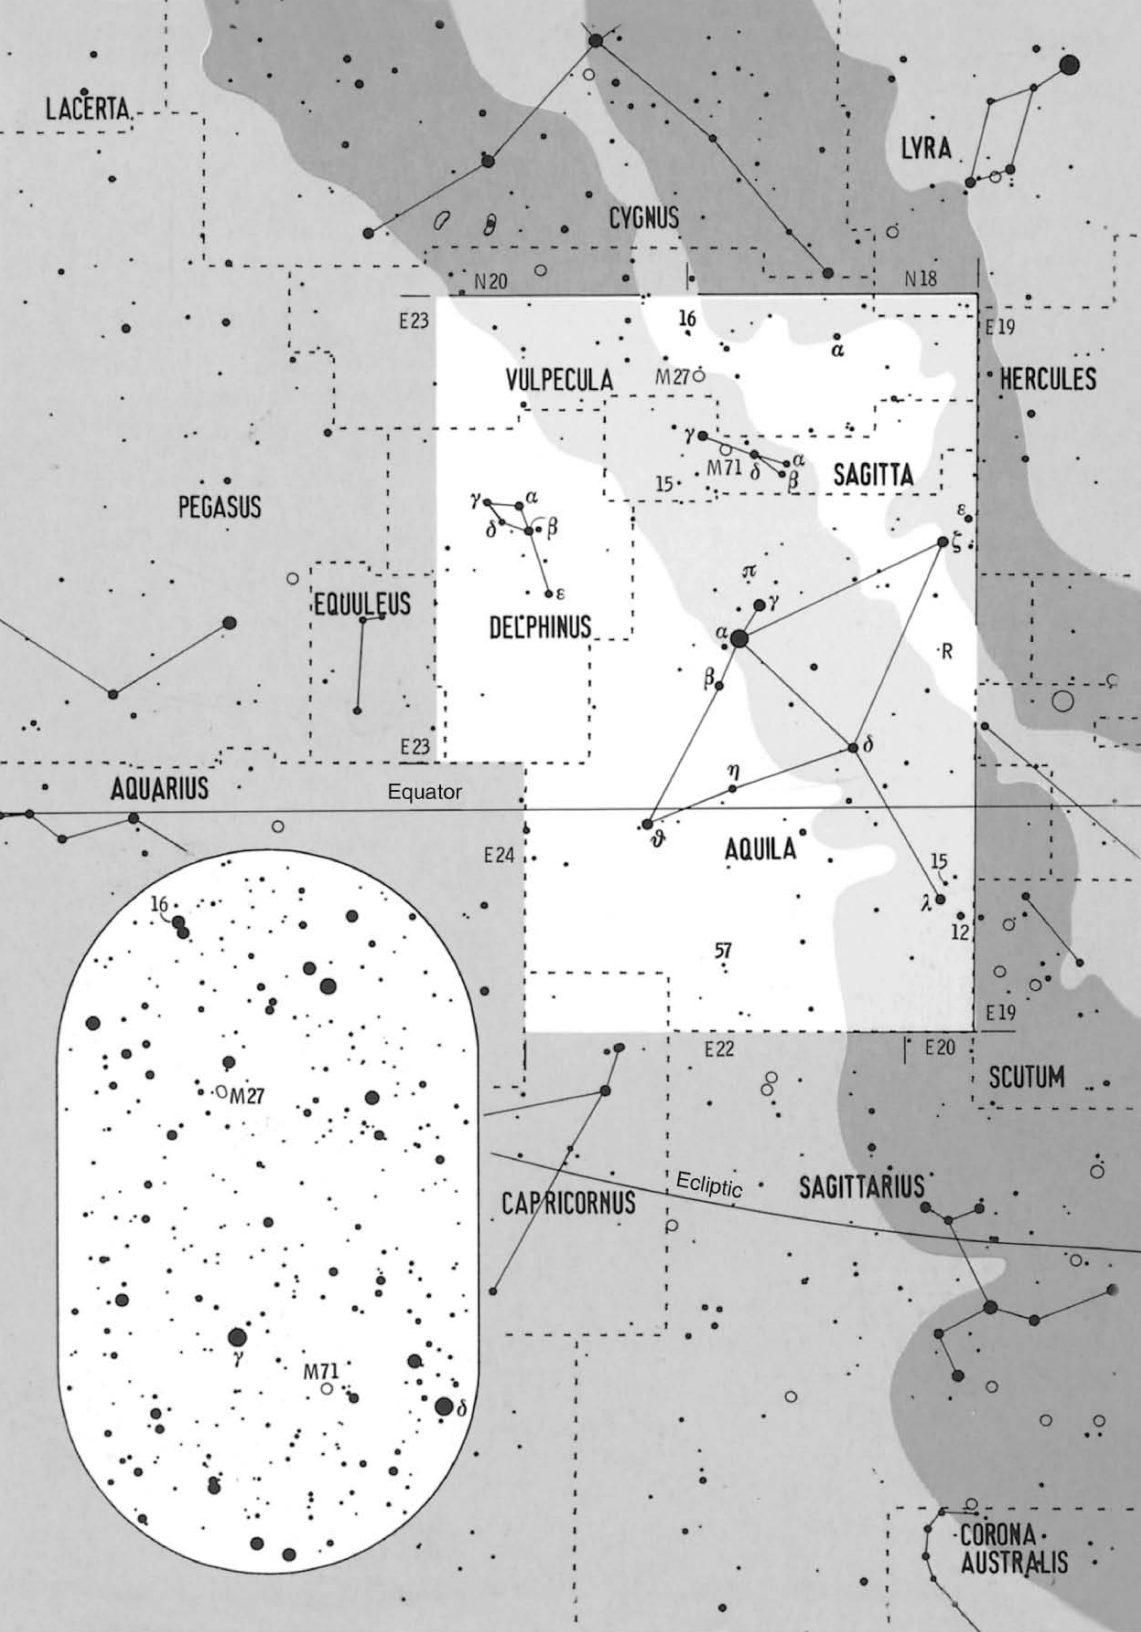 LACERTA
LYRA
CYGNUS
N20
N18
E23
16
E19
α
VULPECULA
M27
HERCULES
γ
α
M71
δ
β
SAGITTA
15
PEGASUS
γ
α
δ
β
ε
ζ
π
ε
γ
EQUULEUS
DELPHINUS
α
R
β
E23
δ
η
AQUARIUS
Equator
ϑ
AQUILA
E24
15
16
λ
12
57
E19
E22
E20
SCUTUM
M27
Ecliptic
SAGITTARIUS
CAPRICORNUS
γ
M71
δ
CORONA
AUSTRALIS